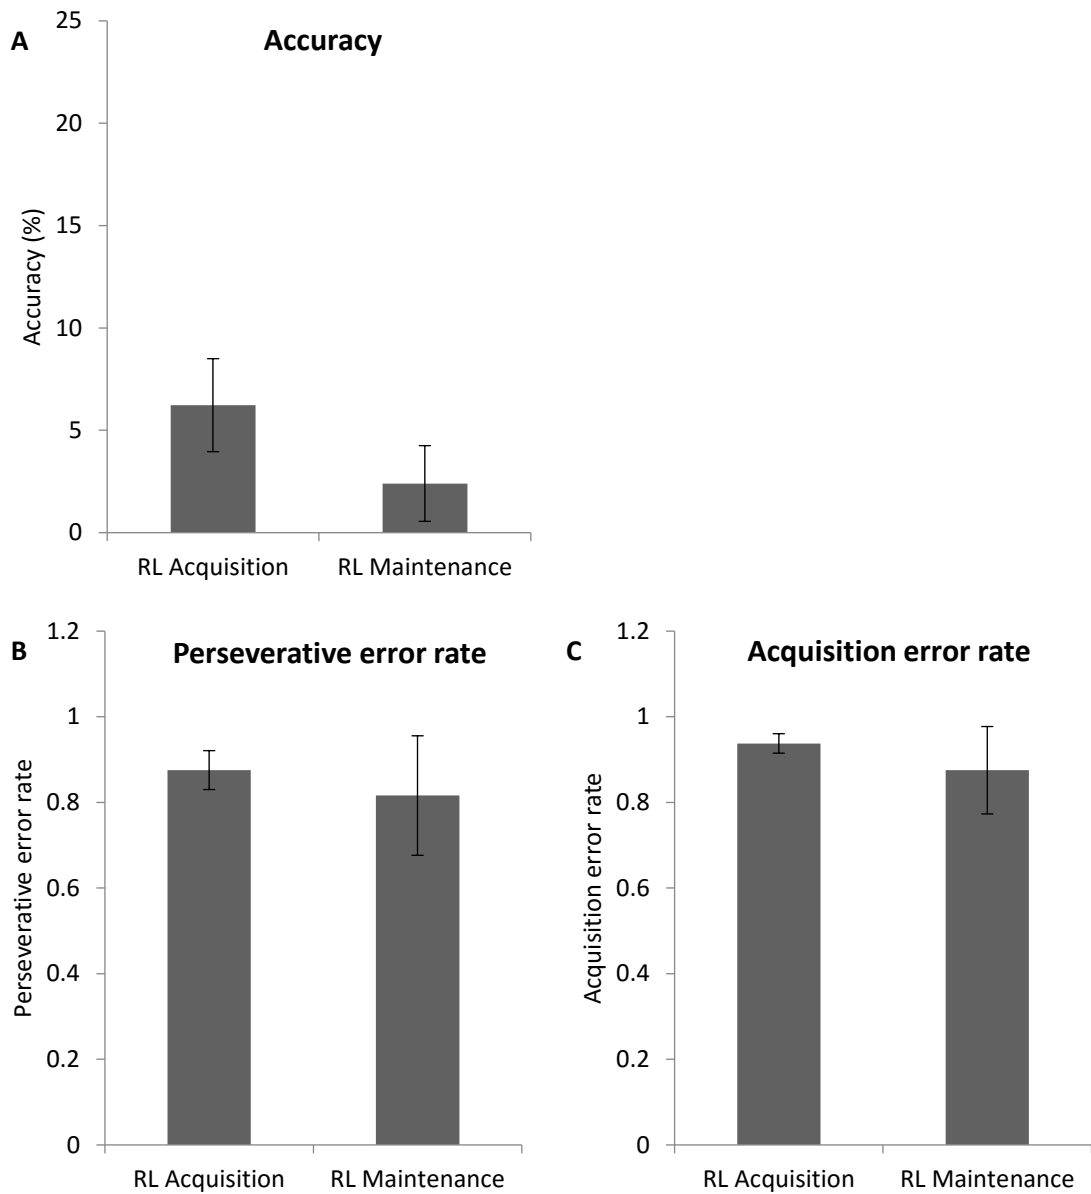 A
Accuracy
25
20
15
10
5
0
Accuracy (%)
RL Acquisition
RL Maintenance
B
Perseverative error rate
1.2
1
0.8
0.6
0.4
0.2
0
Perseverative error rate
RL Acquisition
RL Maintenance
C
Acquisition error rate
1.2
1
0.8
0.6
0.4
0.2
0
Acquisition error rate
RL Acquisition
RL Maintenance